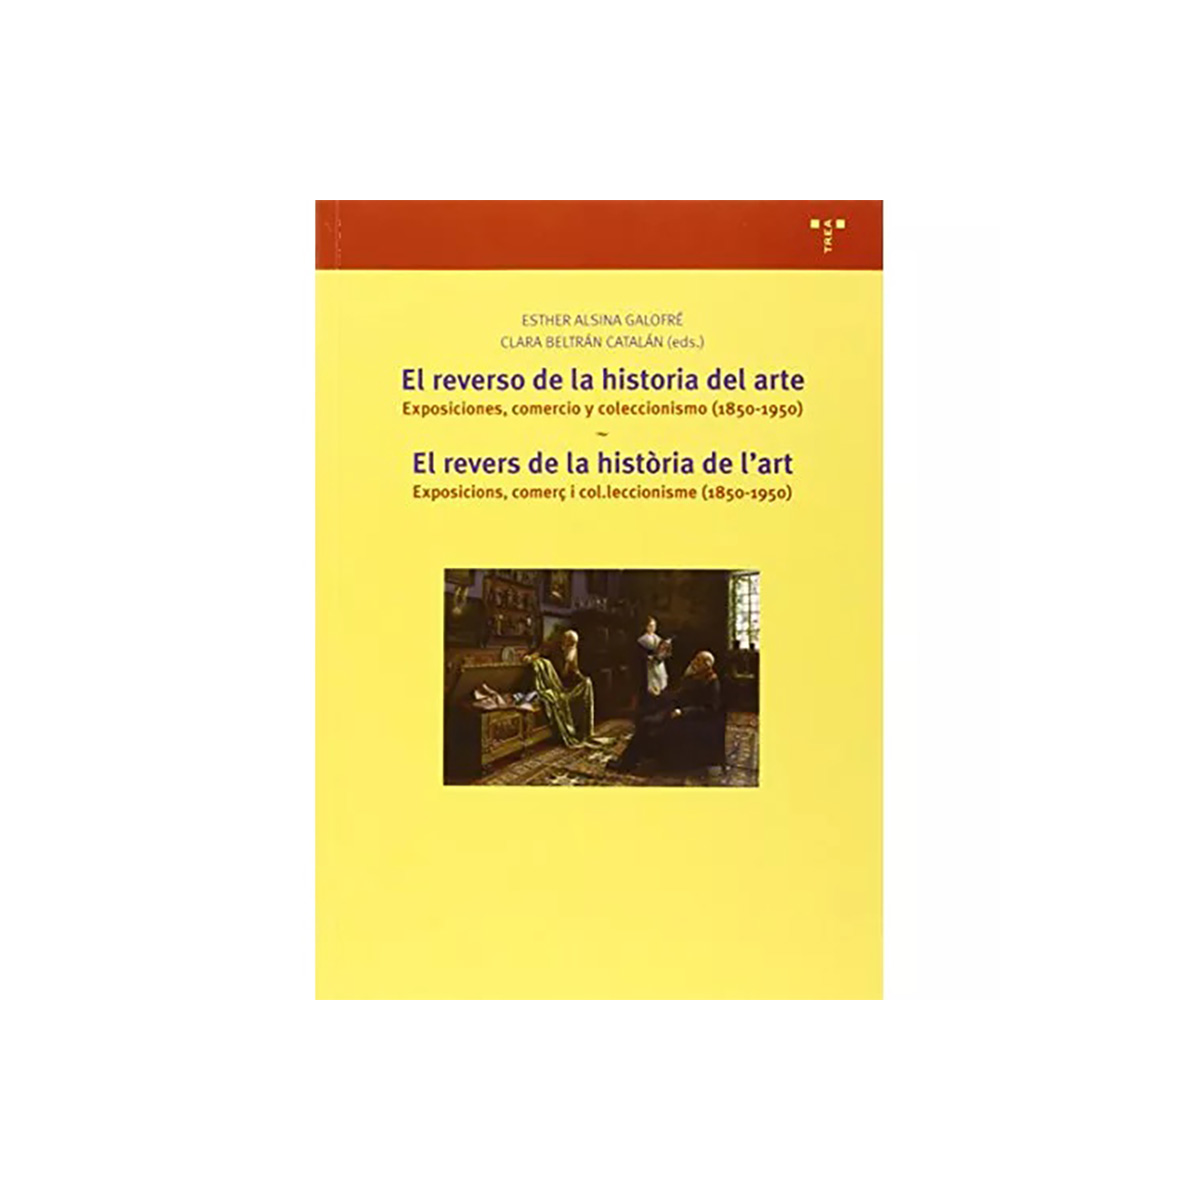 TREA
ESTHER ALSINA GALOFRÉ
CLARA BELTRÁN CATALÁN (eds.)
El reverso de la historia del arte
Exposiciones, comercio y coleccionismo (1850-1950)
~
El revers de la història de l’art
Exposicions, comerç i col.leccionisme (1850-1950)